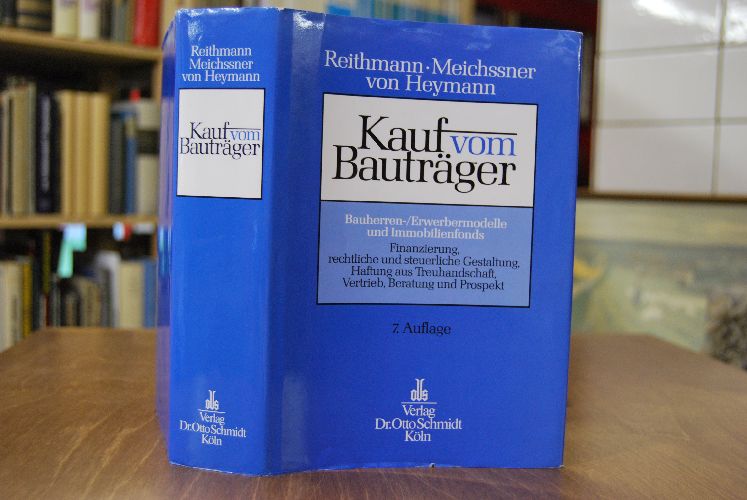 Reithmann
Meichssner
von Heymann
Kauf vom
Bauträger
ovs
Verlag
Dr. Otto Schmidt
Köln
Reithmann · Meichssner
von Heymann
Kauf vom
Bauträger
Bauherren-/Erwerbermodelle
und Immobilienfonds
Finanzierung,
rechtliche und steuerliche Gestaltung,
Haftung aus Treuhandschaft,
Vertrieb, Beratung und Prospekt
7. Auflage
ovs
Verlag
Dr. Otto Schmidt
Köln